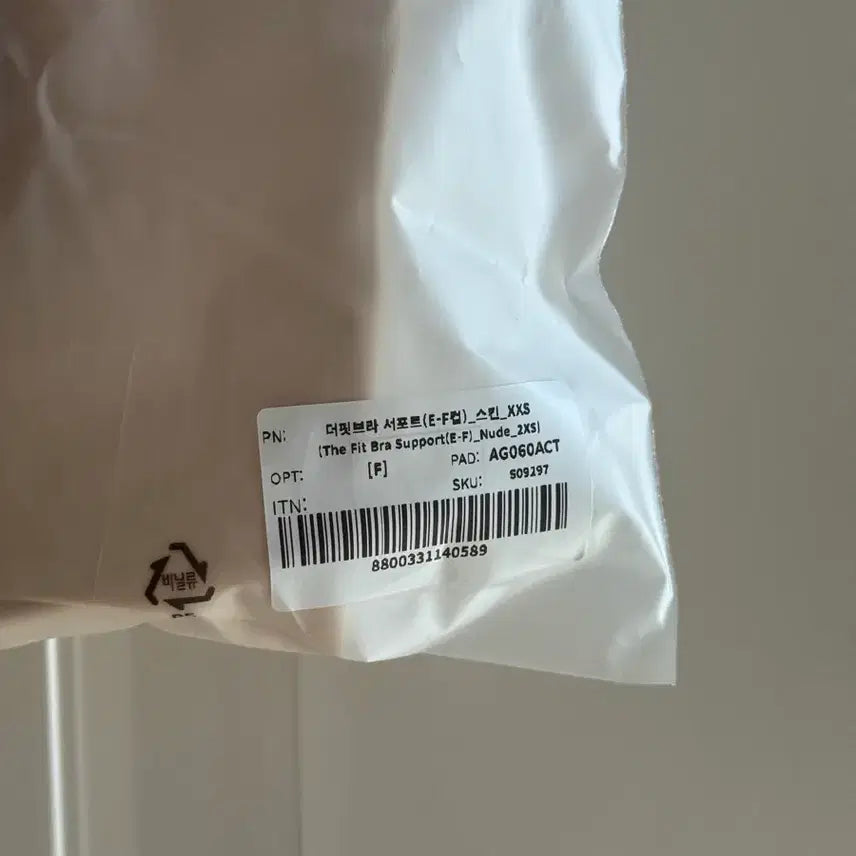 PN: 더핏브라 서포트(E-F컵)_스킨_XXS
(The Fit Bra Support(E-F)_Nude_2XS)
OPT: [F] PAD: AG060ACT
SKU: S09297
ITN:
8800331140589
비닐류